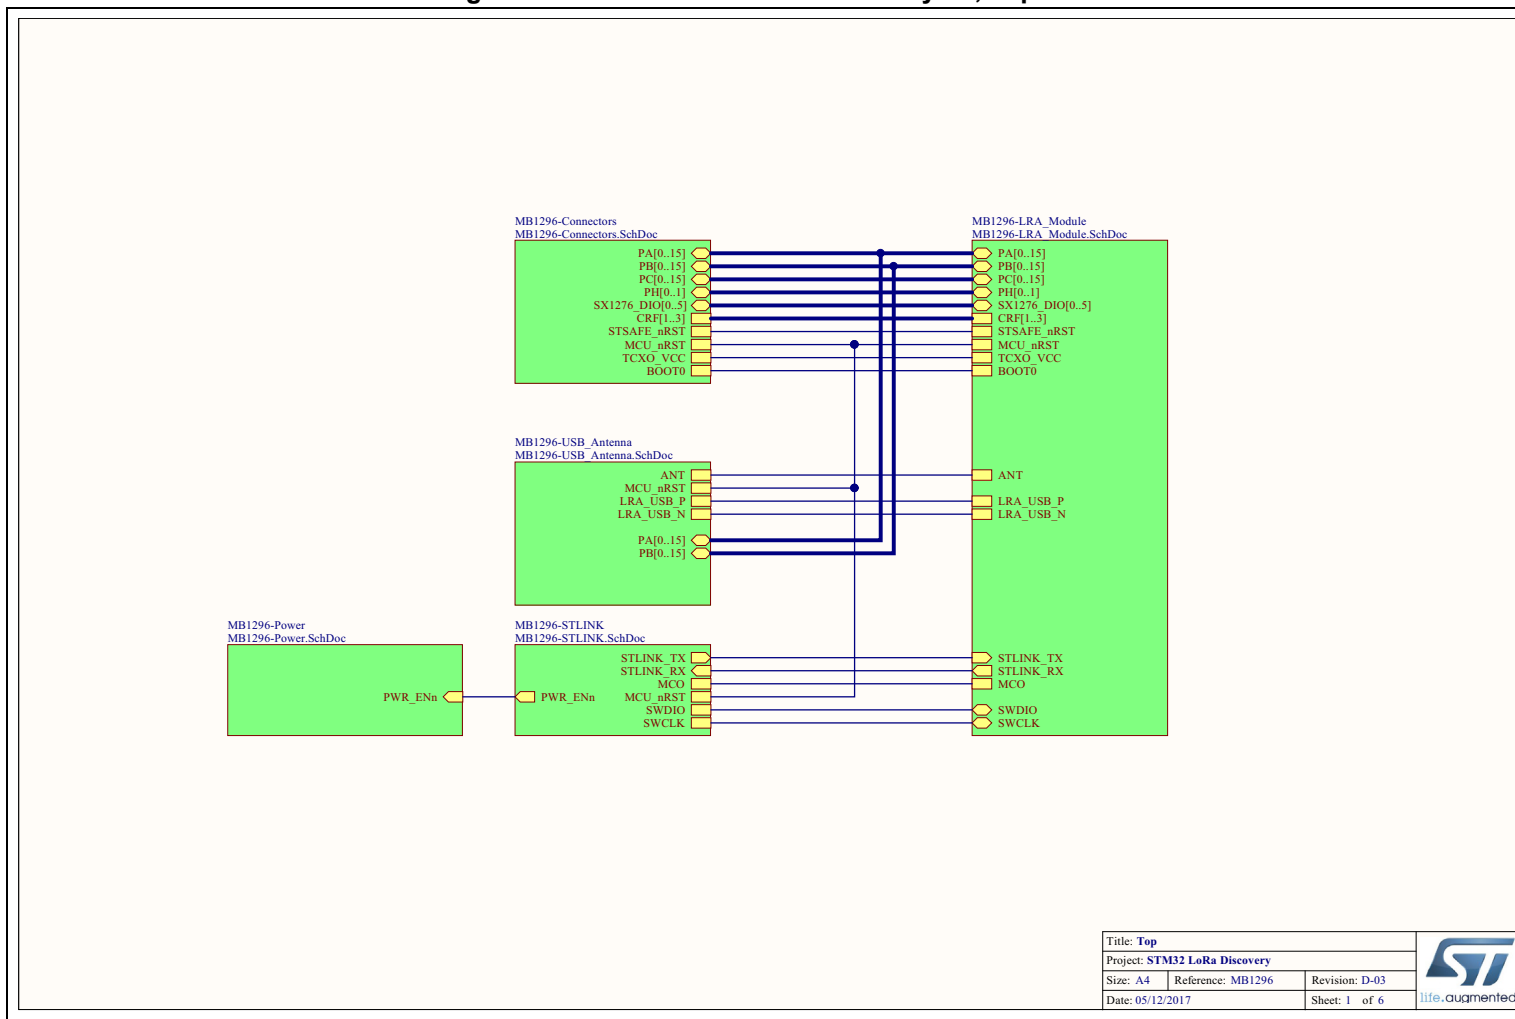 MB1296-Connectors
MB1296-Connectors.SchDoc
PA[0..15]
PB[0..15]
PC[0..15]
PH[0..1]
SX1276_DIO[0..5]
CRF[1..3]
STSAFE_nRST
MCU_nRST
TCXO_VCC
BOOT0
MB1296-LRA_Module
MB1296-LRA_Module.SchDoc
PA[0..15]
PB[0..15]
PC[0..15]
PH[0..1]
SX1276_DIO[0..5]
CRF[1..3]
STSAFE_nRST
MCU_nRST
TCXO_VCC
BOOT0
ANT
LRA_USB_P
LRA_USB_N
STLINK_TX
STLINK_RX
MCO
SWDIO
SWCLK
MB1296-USB_Antenna
MB1296-USB_Antenna.SchDoc
ANT
MCU_nRST
LRA_USB_P
LRA_USB_N
PA[0..15]
PB[0..15]
MB1296-Power
MB1296-Power.SchDoc
PWR_ENn
MB1296-STLINK
MB1296-STLINK.SchDoc
PWR_ENn
STLINK_TX
STLINK_RX
MCO
MCU_nRST
SWDIO
SWCLK
Title: Top
Project: STM32 LoRa Discovery
Size: A4 Reference: MB1296 Revision: D-03
Date: 05/12/2017 Sheet: 1 of 6
ST
life.augmented